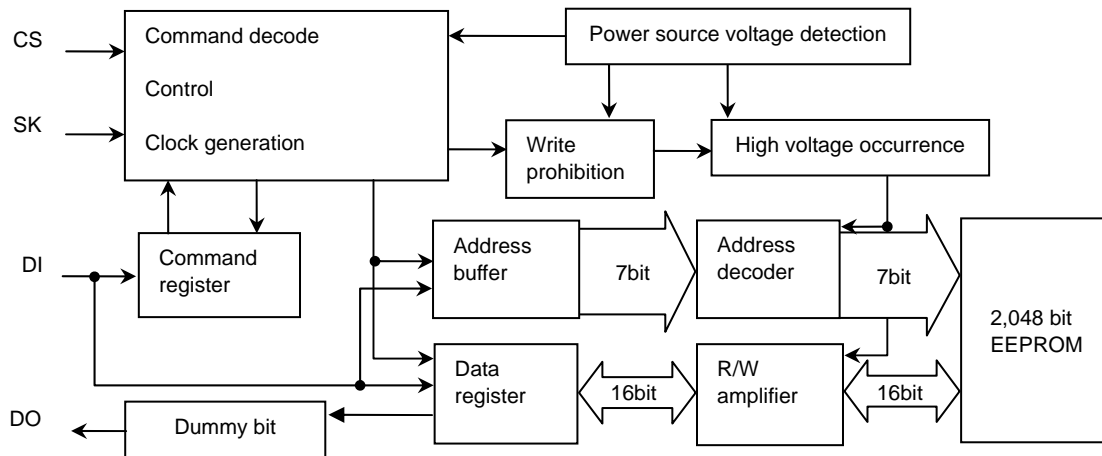 CS
Command decode
Control
Clock generation
Power source voltage detection
SK
Write
prohibition
High voltage occurrence
DI
Command
register
Address
buffer
7bit
Address
decoder
7bit
2,048 bit
EEPROM
Data
register
16bit
R/W
amplifier
16bit
DO
Dummy bit